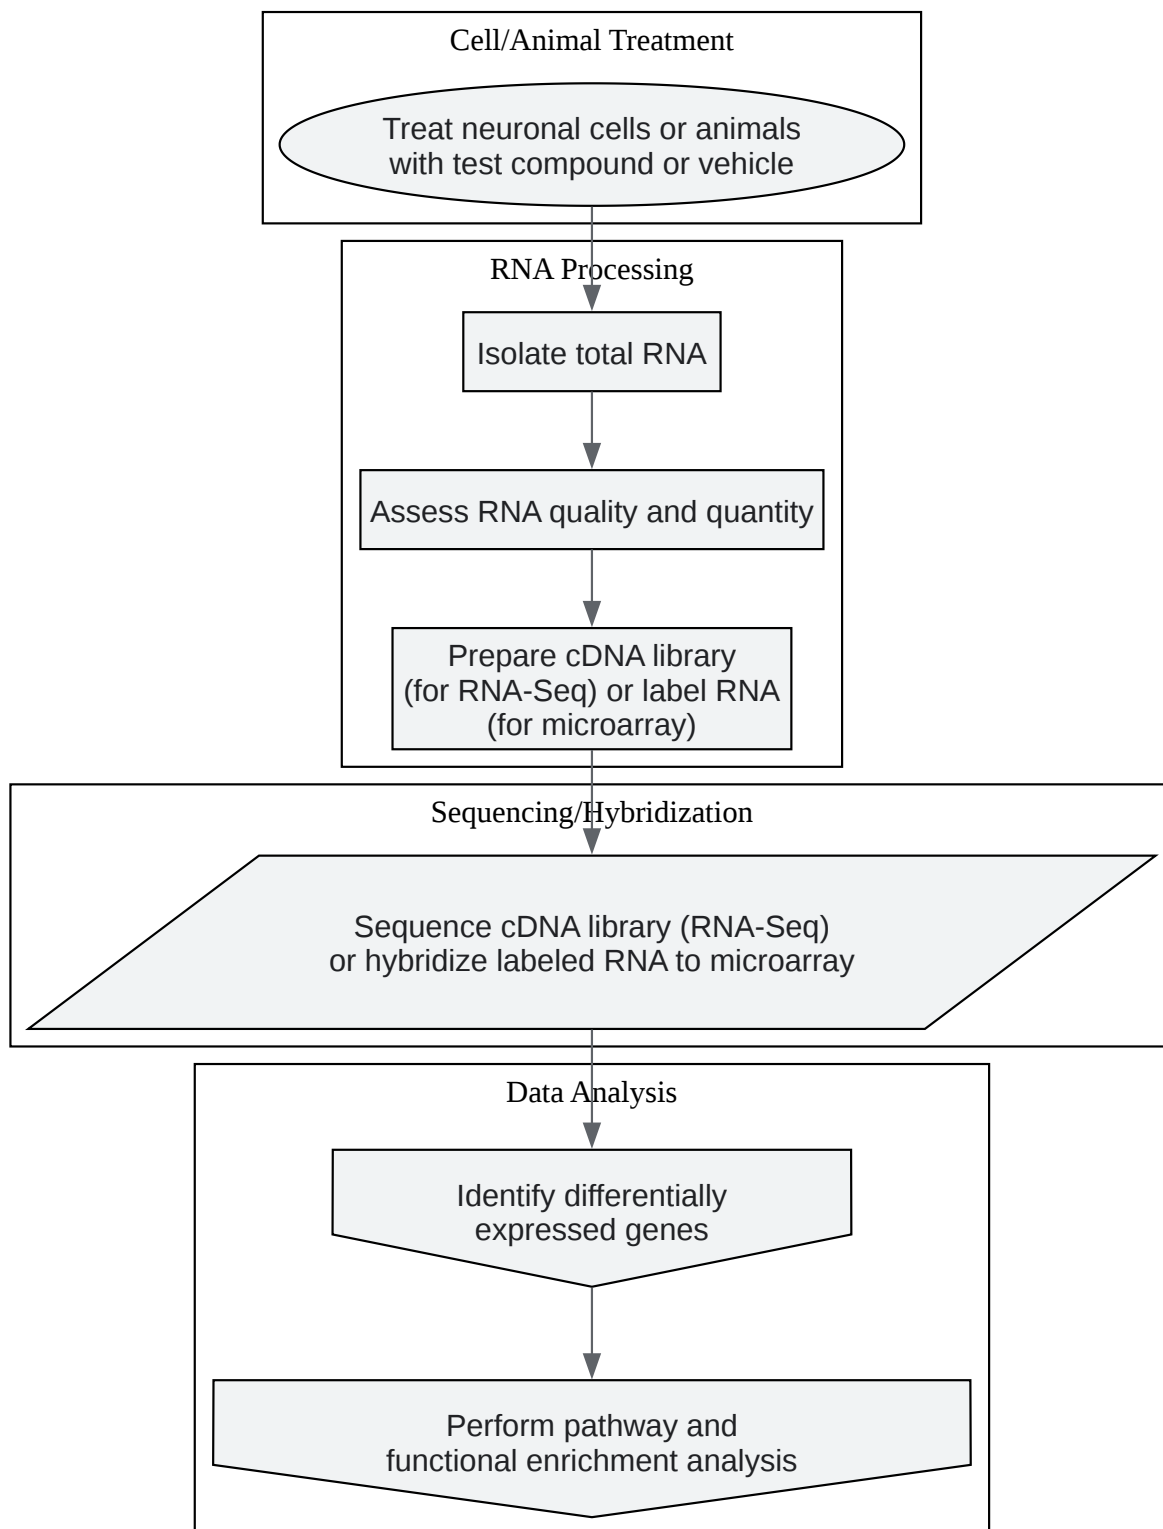 Cell/Animal Treatment
Treat neuronal cells or animals
with test compound or vehicle
RNA Processing
Isolate total RNA
Assess RNA quality and quantity
Prepare cDNA library
(for RNA-Seq) or label RNA
(for microarray)
Sequencing/Hybridization
Sequence cDNA library (RNA-Seq)
or hybridize labeled RNA to microarray
Data Analysis
Identify differentially
expressed genes
Perform pathway and
functional enrichment analysis